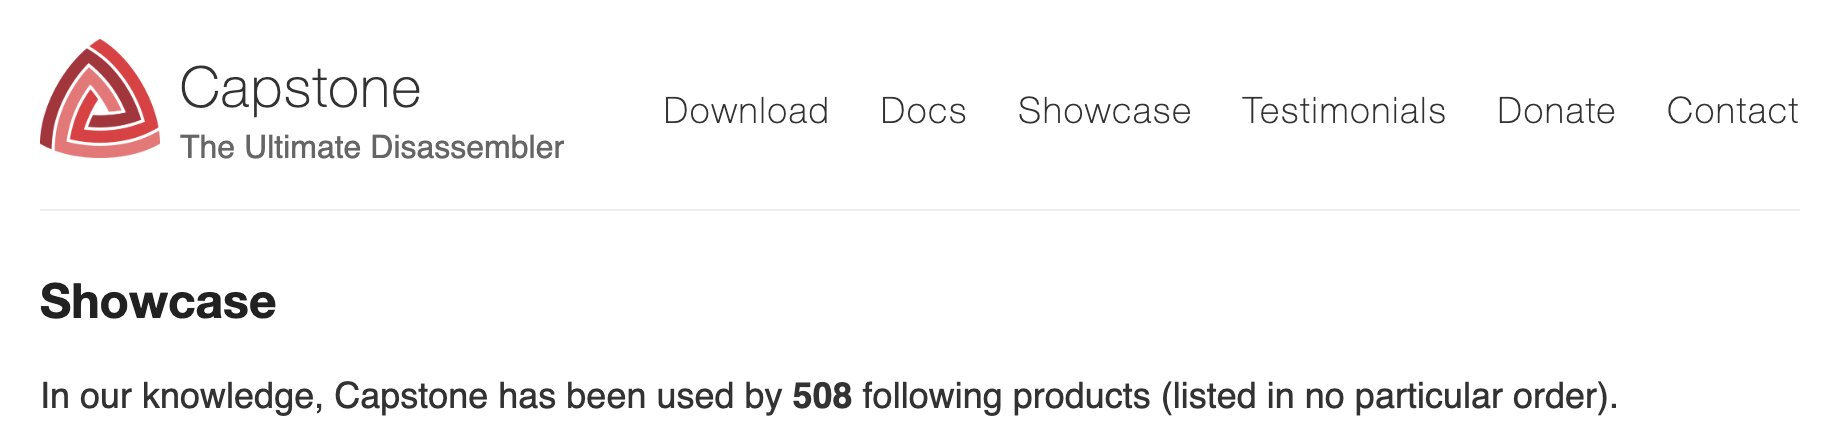 Capstone
The Ultimate Disassembler
Download Docs Showcase Testimonials Donate Contact
Showcase
In our knowledge, Capstone has been used by 508 following products (listed in no particular order).